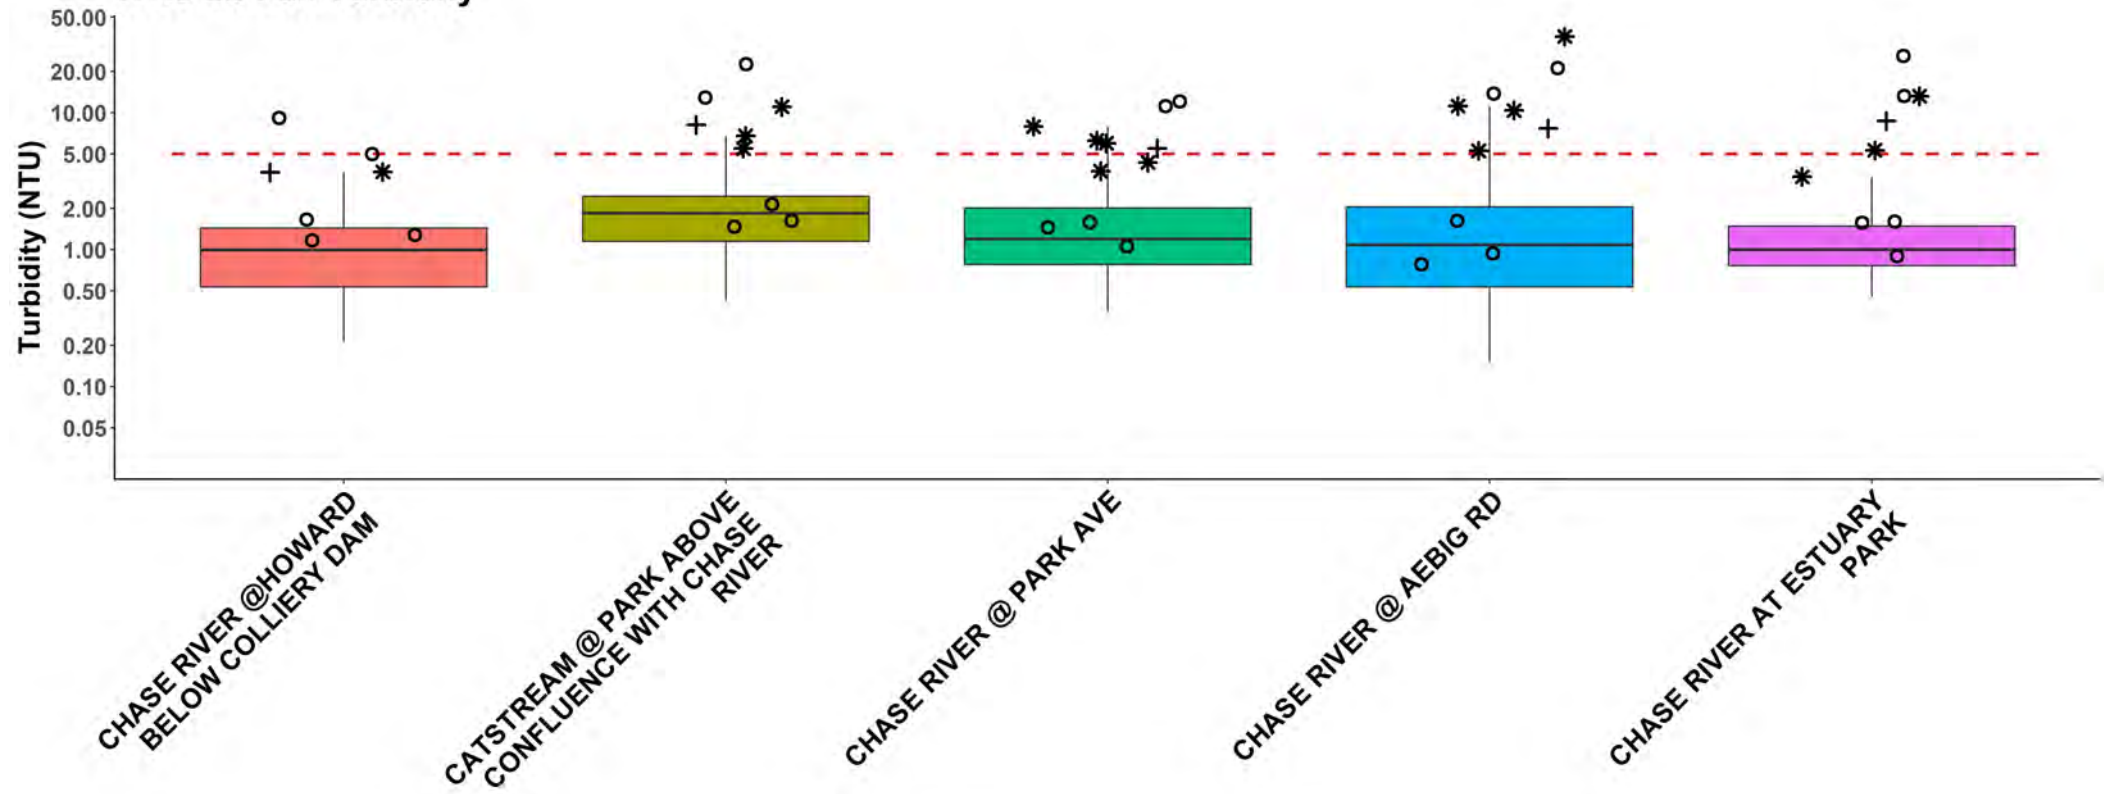 50.00
20.00
10.00
5.00
2.00
1.00
0.50
0.20
0.10
0.05
Turbidity (NTU)
CHASE RIVER @HOWARD
BELOW COLLIERY DAM
CATSTREAM @ PARK ABOVE
CONFLUENCE WITH CHASE
RIVER
CHASE RIVER @ PARK AVE
CHASE RIVER @ AEBIG RD
CHASE RIVER AT ESTUARY
PARK